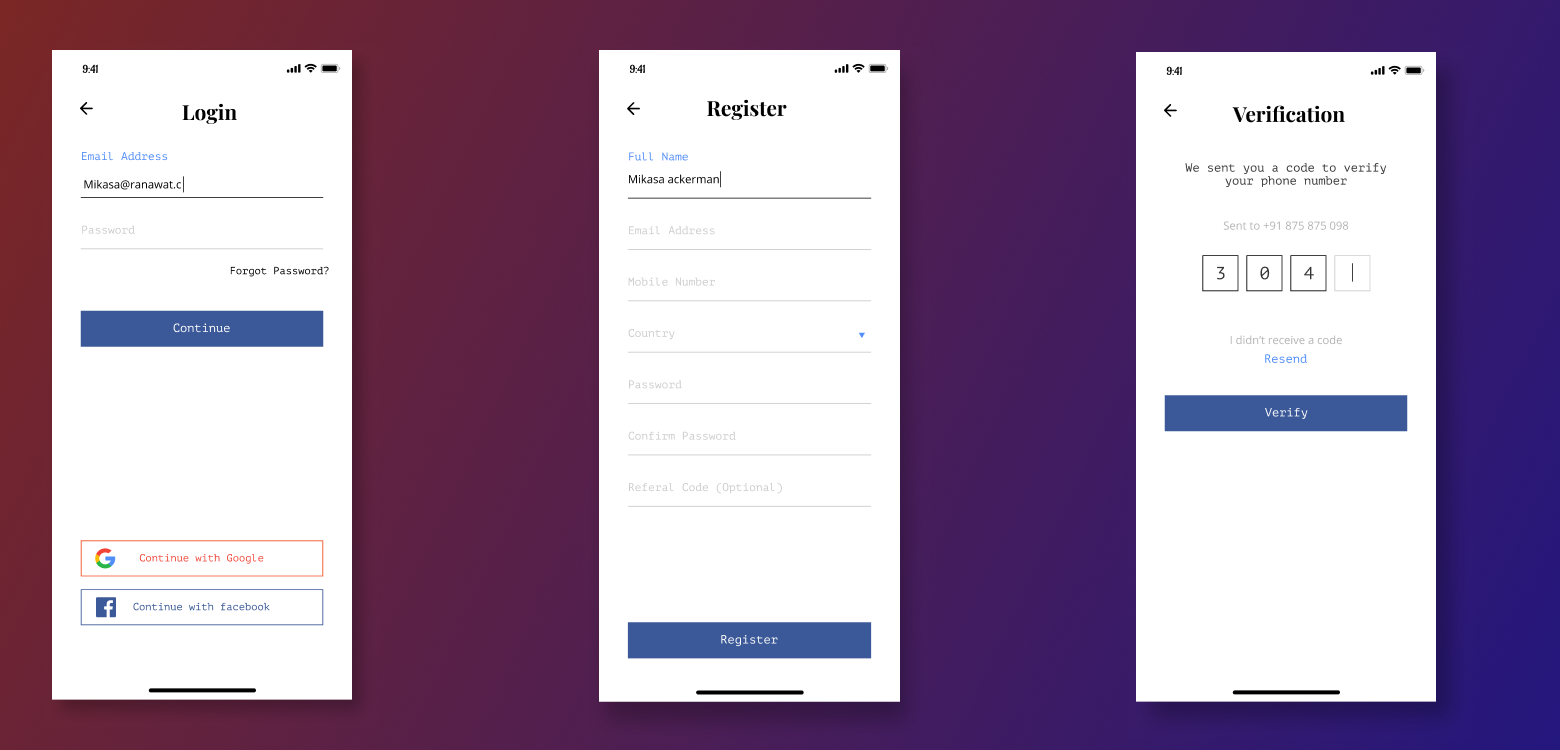 9:41
Login
Email Address
Mikasa@ranawat.c
Password
Forgot Password?
Continue
Continue with Google
Continue with facebook
9:41
Register
Full Name
Mikasa ackerman
Email Address
Mobile Number
Country
Password
Confirm Password
Referal Code (Optional)
Register
9:41
Verification
We sent you a code to verify
your phone number
Sent to +91 875 875 098
3 0 4
I didn't receive a code
Resend
Verify